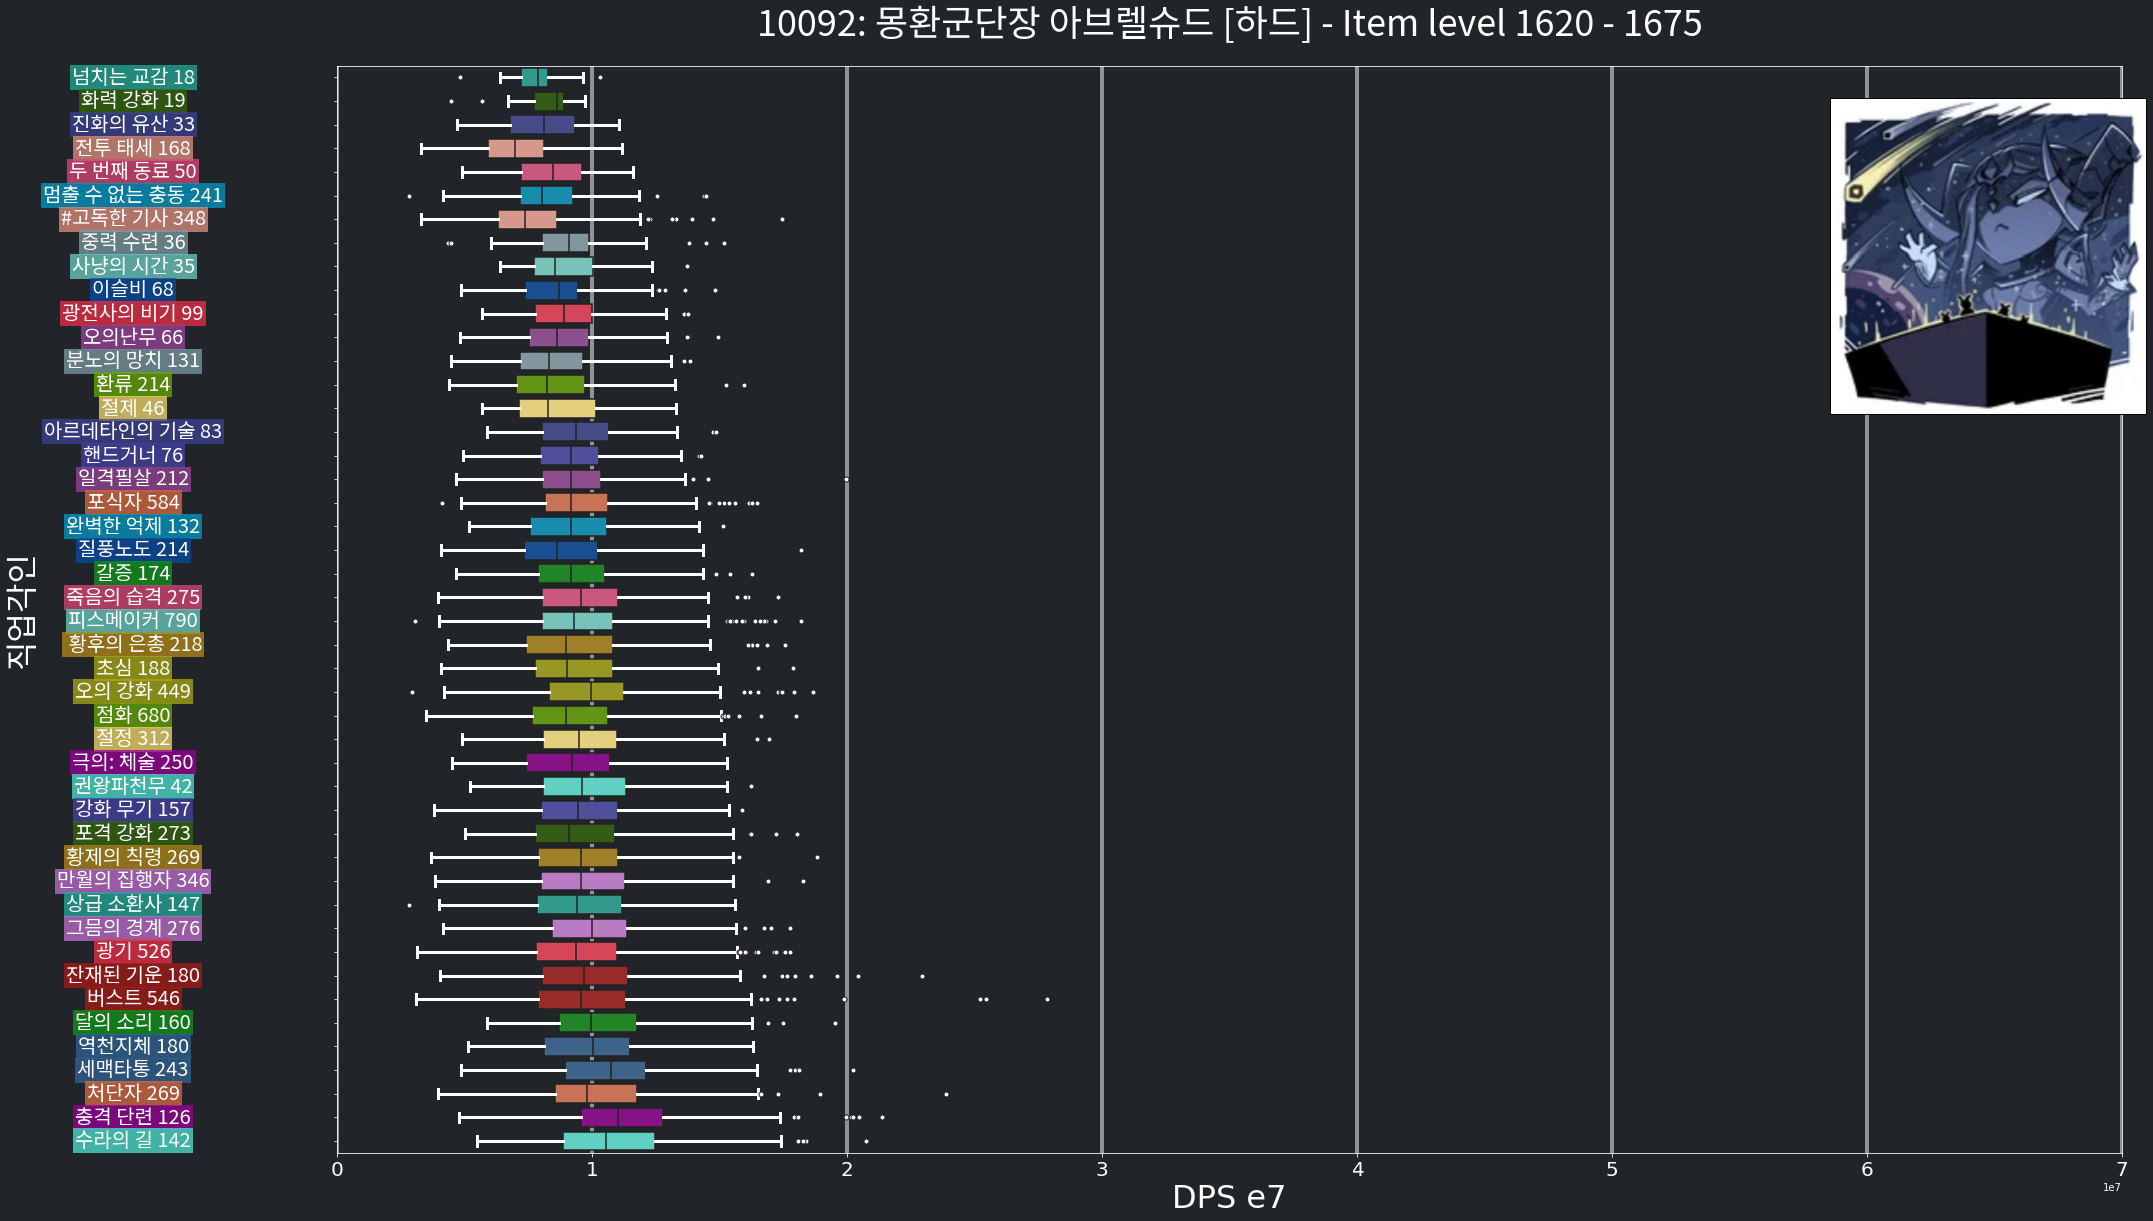 10092: 몽환군단장 아브렐슈드 [하드] - Item level 1620 - 1675
넘치는 교감 18
화력 강화 19
진화의 유산 33
전투 태세 168
두 번째 동료 50
멈출 수 없는 충동 241
#고독한 기사 348
중력 수련 36
사냥의 시간 35
이슬비 68
광전사의 비기 99
오의난무 66
분노의 망치 131
환류 214
절제 46
아르데타인의 기술 83
핸드거너 76
일격필살 212
포식자 584
완벽한 억제 132
질풍노도 214
갈증 174
죽음의 습격 275
피스메이커 790
황후의 은총 218
초심 188
오의 강화 449
점화 680
절정 312
극의: 체술 250
권왕파천무 42
강화 무기 157
포격 강화 273
황제의 칙령 269
만월의 집행자 346
상급 소환사 147
그믐의 경계 276
광기 526
잔재된 기운 180
버스트 546
달의 소리 160
역천지체 180
세맥타통 243
처단자 269
충격 단련 126
수라의 길 142
직업각인
0 1 2 3 4 5 6 7
1e7
DPS e7